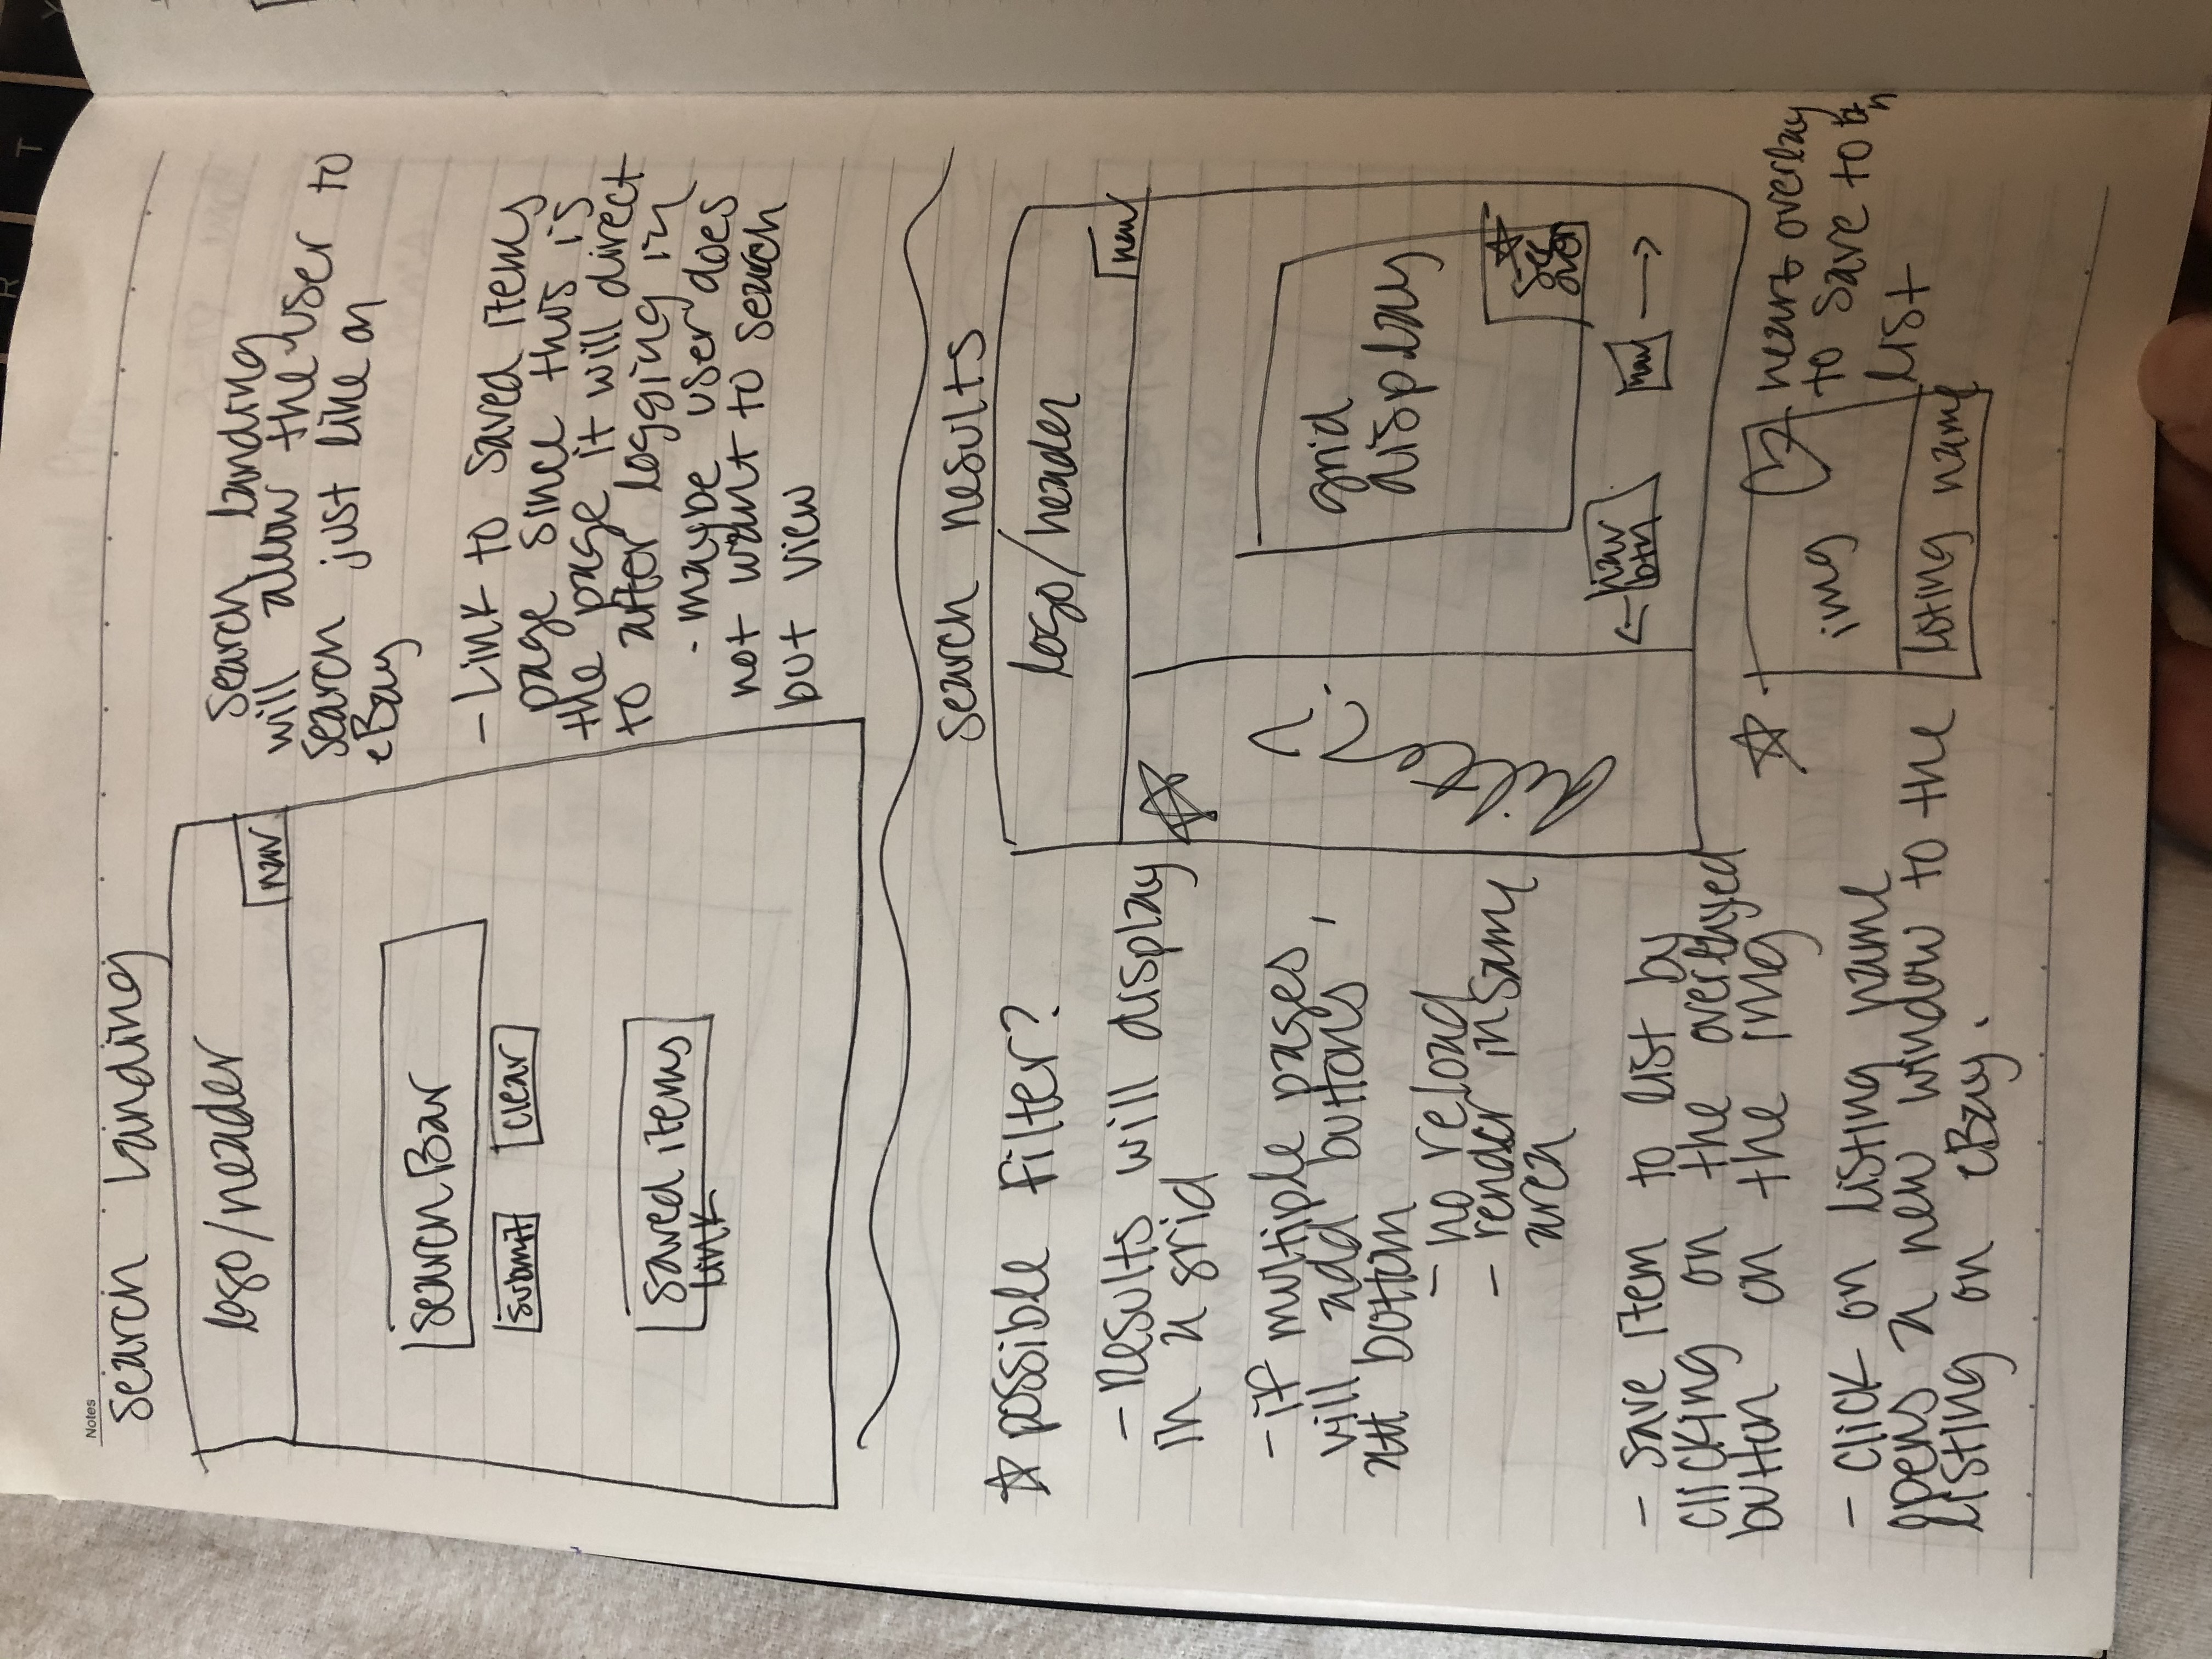 Notes
Search Landing
logo/header
nav
Search Bar
submit
clear
saved items
link
Search landing
will allow the user to
search just like on
eBay
- Link to saved items
page since this is
the page it will direct
to after logging in
- maybe user does
not want to search
but view
Search Results
logo/header
nav
filter?
grid
display
See
over
nav
btn
nav
☆ possible filter?
- Results will display
in a grid
- if multiple pages,
will add buttons
att bottom
- no reload
- render in same
area
- save item to list by
clicking on the overlayed
button on the img
- click on listing name
opens a new window to the
listing on eBay.
img
listing name
heart overlay
to save to
list
R
T
Y